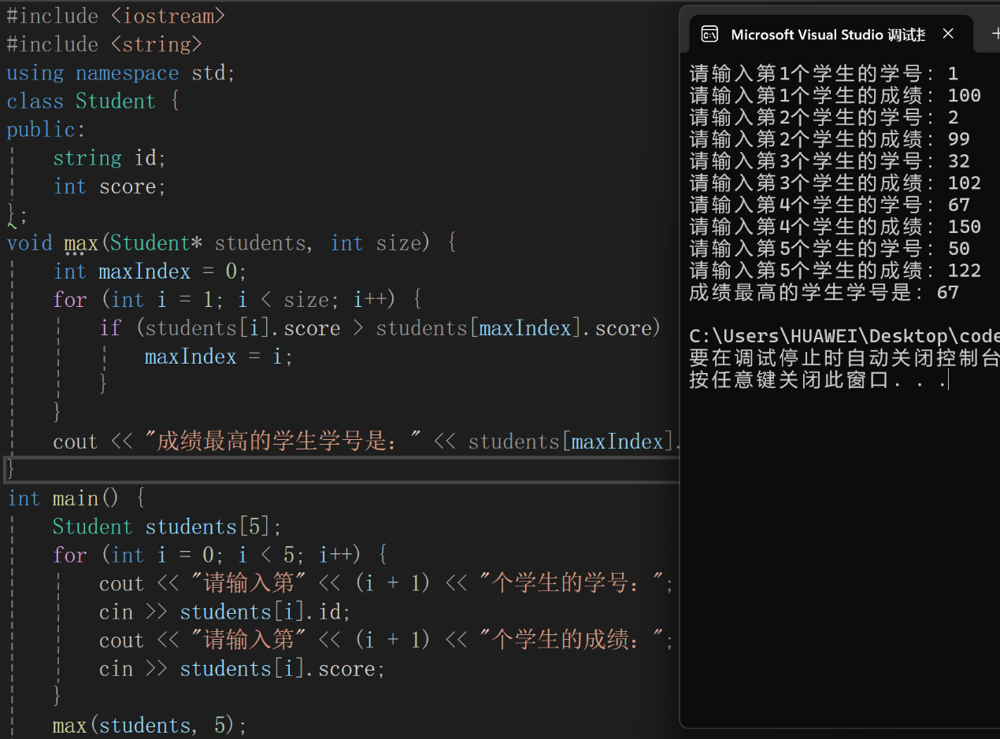 #include <iostream>
#include <string>
using namespace std;
class Student {
public:
    string id;
    int score;
};
void max(Student* students, int size) {
    int maxIndex = 0;
    for (int i = 1; i < size; i++) {
        if (students[i].score > students[maxIndex].score)
            maxIndex = i;
        }
    }
    cout << "成绩最高的学生学号是：" << students[maxIndex].
}
int main() {
    Student students[5];
    for (int i = 0; i < 5; i++) {
        cout << "请输入第" << (i + 1) << "个学生的学号：";
        cin >> students[i].id;
        cout << "请输入第" << (i + 1) << "个学生的成绩：";
        cin >> students[i].score;
    }
    max(students, 5);
Microsoft Visual Studio 调试
请输入第1个学生的学号：1
请输入第1个学生的成绩：100
请输入第2个学生的学号：2
请输入第2个学生的成绩：99
请输入第3个学生的学号：32
请输入第3个学生的成绩：102
请输入第4个学生的学号：67
请输入第4个学生的成绩：150
请输入第5个学生的学号：50
请输入第5个学生的成绩：122
成绩最高的学生学号是：67
C:\Users\HUAWEI\Desktop\code
要在调试停止时自动关闭控制台
按任意键关闭此窗口. . .